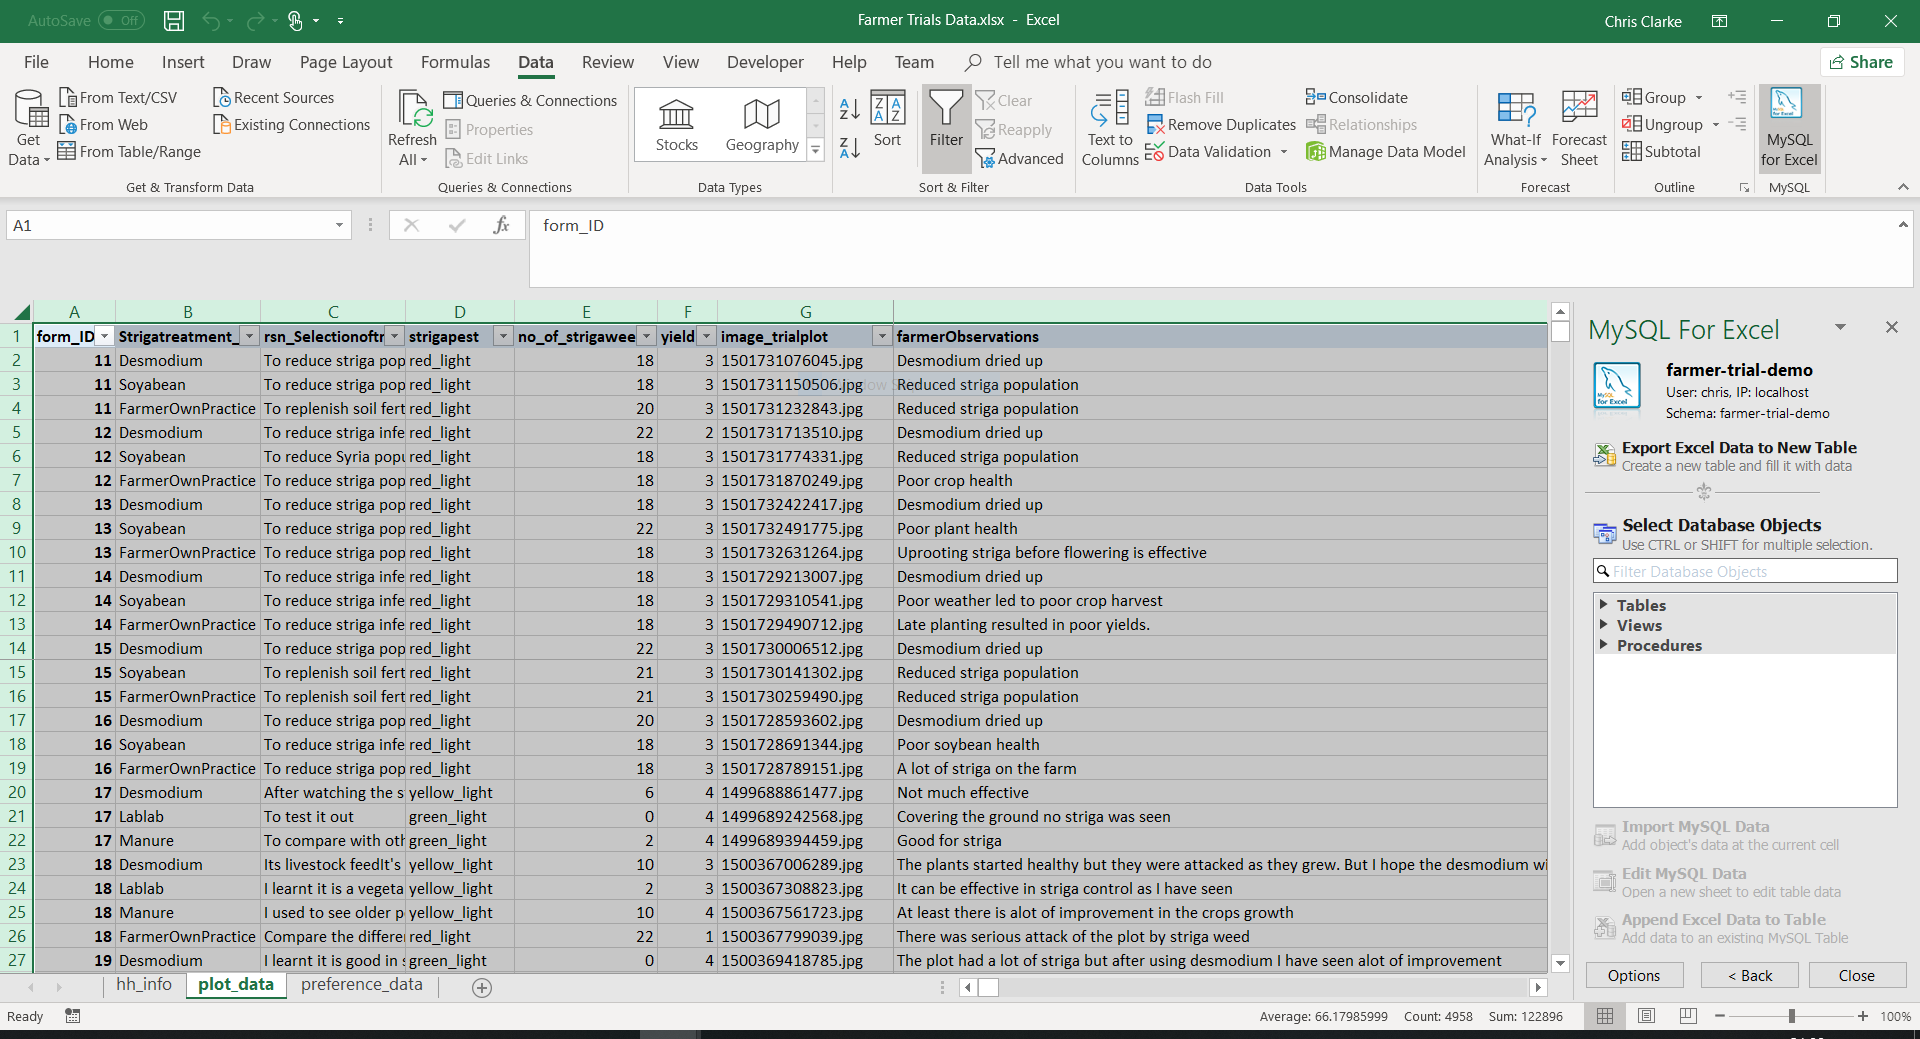 AutoSave Off
Farmer Trials Data.xlsx - Excel
Chris Clarke
File Home Insert Draw Page Layout Formulas Data Review View Developer Help Team Tell me what you want to do Share
Get Data
From Text/CSV
From Web
From Table/Range
Recent Sources
Existing Connections
Get & Transform Data
Refresh All
Queries & Connections
Properties
Edit Links
Queries & Connections
Stocks
Geography
Data Types
Sort
Filter
Clear
Reapply
Advanced
Sort & Filter
Text to Columns
Flash Fill
Remove Duplicates
Data Validation
Consolidate
Relationships
Manage Data Model
Data Tools
What-If Analysis
Forecast Sheet
Forecast
Group
Ungroup
Subtotal
Outline
MySQL for Excel
MySQL
A1
fx
form_ID
A B C D E F G
1 form_ID Strigatreatment_ rsn_Selectionoftr strigapest no_of_strigawee yield image_trialplot farmerObservations
2 11 Desmodium To reduce striga pop red_light 18 3 1501731076045.jpg Desmodium dried up
3 11 Soyabean To reduce striga pop red_light 18 3 1501731150506.jpg Reduced striga population
4 11 FarmerOwnPractice To replenish soil fert red_light 20 3 1501731232843.jpg Reduced striga population
5 12 Desmodium To reduce striga infe red_light 22 2 1501731713510.jpg Desmodium dried up
6 12 Soyabean To reduce Syria popu red_light 18 3 1501731774331.jpg Reduced striga population
7 12 FarmerOwnPractice To reduce striga pop red_light 18 3 1501731870249.jpg Poor crop health
8 13 Desmodium To reduce striga pop red_light 18 3 1501732422417.jpg Desmodium dried up
9 13 Soyabean To reduce striga pop red_light 22 3 1501732491775.jpg Poor plant health
10 13 FarmerOwnPractice To reduce striga pop red_light 18 3 1501732631264.jpg Uprooting striga before flowering is effective
11 14 Desmodium To reduce striga infe red_light 18 3 1501729213007.jpg Desmodium dried up
12 14 Soyabean To reduce striga infe red_light 18 3 1501729310541.jpg Poor weather led to poor crop harvest
13 14 FarmerOwnPractice To reduce striga infe red_light 18 3 1501729490712.jpg Late planting resulted in poor yields.
14 15 Desmodium To reduce striga pop red_light 22 3 1501730006512.jpg Desmodium dried up
15 15 Soyabean To replenish soil fert red_light 21 3 1501730141302.jpg Reduced striga population
16 15 FarmerOwnPractice To replenish soil fert red_light 21 3 1501730259490.jpg Reduced striga population
17 16 Desmodium To reduce striga pop red_light 20 3 1501728593602.jpg Desmodium dried up
18 16 Soyabean To reduce striga infe red_light 18 3 1501728691344.jpg Poor soybean health
19 16 FarmerOwnPractice To reduce striga pop red_light 18 3 1501728789151.jpg A lot of striga on the farm
20 17 Desmodium After watching the s yellow_light 6 4 1499688861477.jpg Not much effective
21 17 Lablab To test it out green_light 0 4 1499689242568.jpg Covering the ground no striga was seen
22 17 Manure To compare with oth green_light 2 4 1499689394459.jpg Good for striga
23 18 Desmodium Its livestock feedIt's yellow_light 10 3 1500367006289.jpg The plants started healthy but they were attacked as they grew. But I hope the desmodium wi
24 18 Lablab I learnt it is a vegeta yellow_light 2 3 1500367308823.jpg It can be effective in striga control as I have seen
25 18 Manure I used to see older p yellow_light 10 4 1500367561723.jpg At least there is alot of improvement in the crops growth
26 18 FarmerOwnPractice Compare the differer red_light 22 1 1500367799039.jpg There was serious attack of the plot by striga weed
27 19 Desmodium I learnt it is good in s green_light 0 4 1500369418785.jpg The plot had a lot of striga but after using desmodium I have seen alot of improvement
hh_info plot_data preference_data
Ready
Average: 66.17985999 Count: 4958 Sum: 122896
100%
MySQL For Excel
farmer-trial-demo
User: chris, IP: localhost
Schema: farmer-trial-demo
Export Excel Data to New Table
Create a new table and fill it with data
Select Database Objects
Use CTRL or SHIFT for multiple selection.
Filter Database Objects
Tables
Views
Procedures
Import MySQL Data
Add object's data at the current cell
Edit MySQL Data
Open a new sheet to edit table data
Append Excel Data to Table
Add data to an existing MySQL Table
Options
< Back
Close